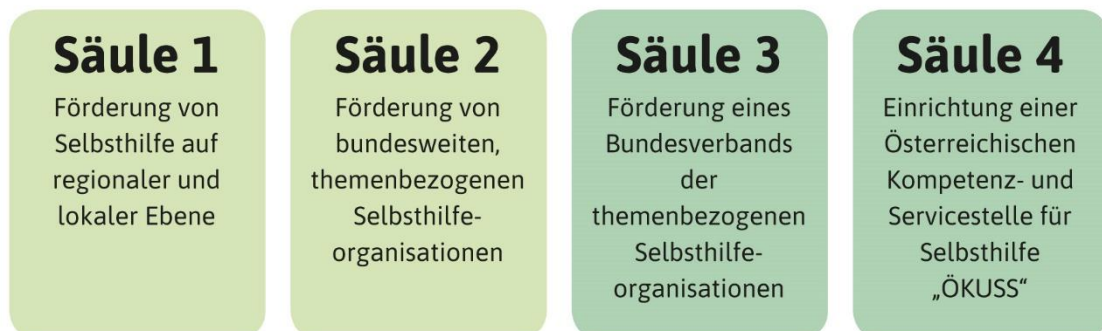 Säule 1
Förderung von
Selbsthilfe auf
regionaler und
lokaler Ebene
Säule 2
Förderung von
bundesweiten,
themenbezogenen
Selbsthilfe-
organisationen
Säule 3
Förderung eines
Bundesverbands
der
themenbezogenen
Selbsthilfe-
organisationen
Säule 4
Einrichtung einer
Österreichischen
Kompetenz- und
Servicestelle für
Selbsthilfe
„ÖKUSS“